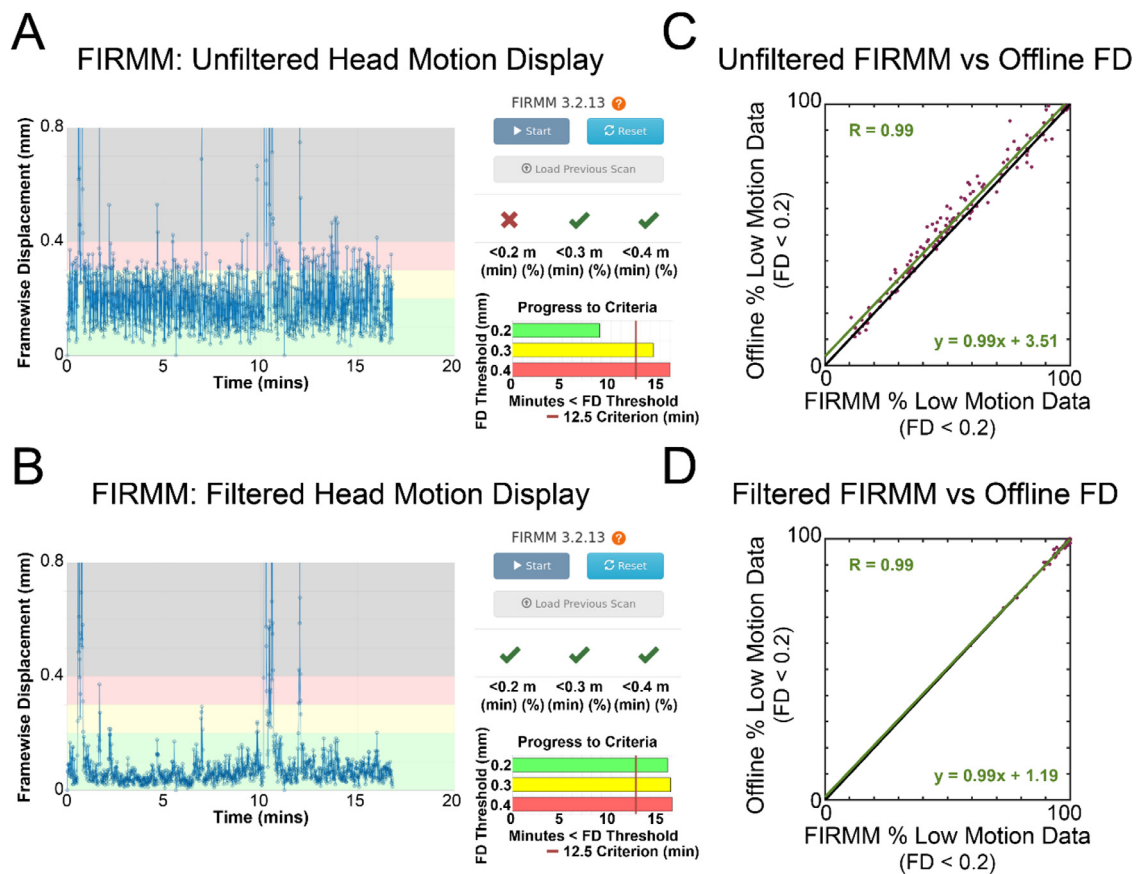 A
FIRMM: Unfiltered Head Motion Display
Framewise Displacement (mm)
0.8
0.4
0
0
5
10
15
20
Time (mins)
FIRMM 3.2.13 ?
Start
Reset
Load Previous Scan
<0.2 m <0.3 m <0.4 m
(min) (%) (min) (%) (min) (%)
Progress to Criteria
FD Threshold (mm)
0.2
0.3
0.4
0 5 10 15
Minutes < FD Threshold
12.5 Criterion (min)
C
Unfiltered FIRMM vs Offline FD
Offline % Low Motion Data
(FD < 0.2)
100
R = 0.99
y = 0.99x + 3.51
0
0 100
FIRMM % Low Motion Data
(FD < 0.2)
B
FIRMM: Filtered Head Motion Display
Framewise Displacement (mm)
0.8
0.4
0
0
5
10
15
20
Time (mins)
FIRMM 3.2.13 ?
Start
Reset
Load Previous Scan
<0.2 m <0.3 m <0.4 m
(min) (%) (min) (%) (min) (%)
Progress to Criteria
FD Threshold (mm)
0.2
0.3
0.4
0 5 10 15
Minutes < FD Threshold
12.5 Criterion (min)
D
Filtered FIRMM vs Offline FD
Offline % Low Motion Data
(FD < 0.2)
100
R = 0.99
y = 0.99x + 1.19
0
0 100
FIRMM % Low Motion Data
(FD < 0.2)